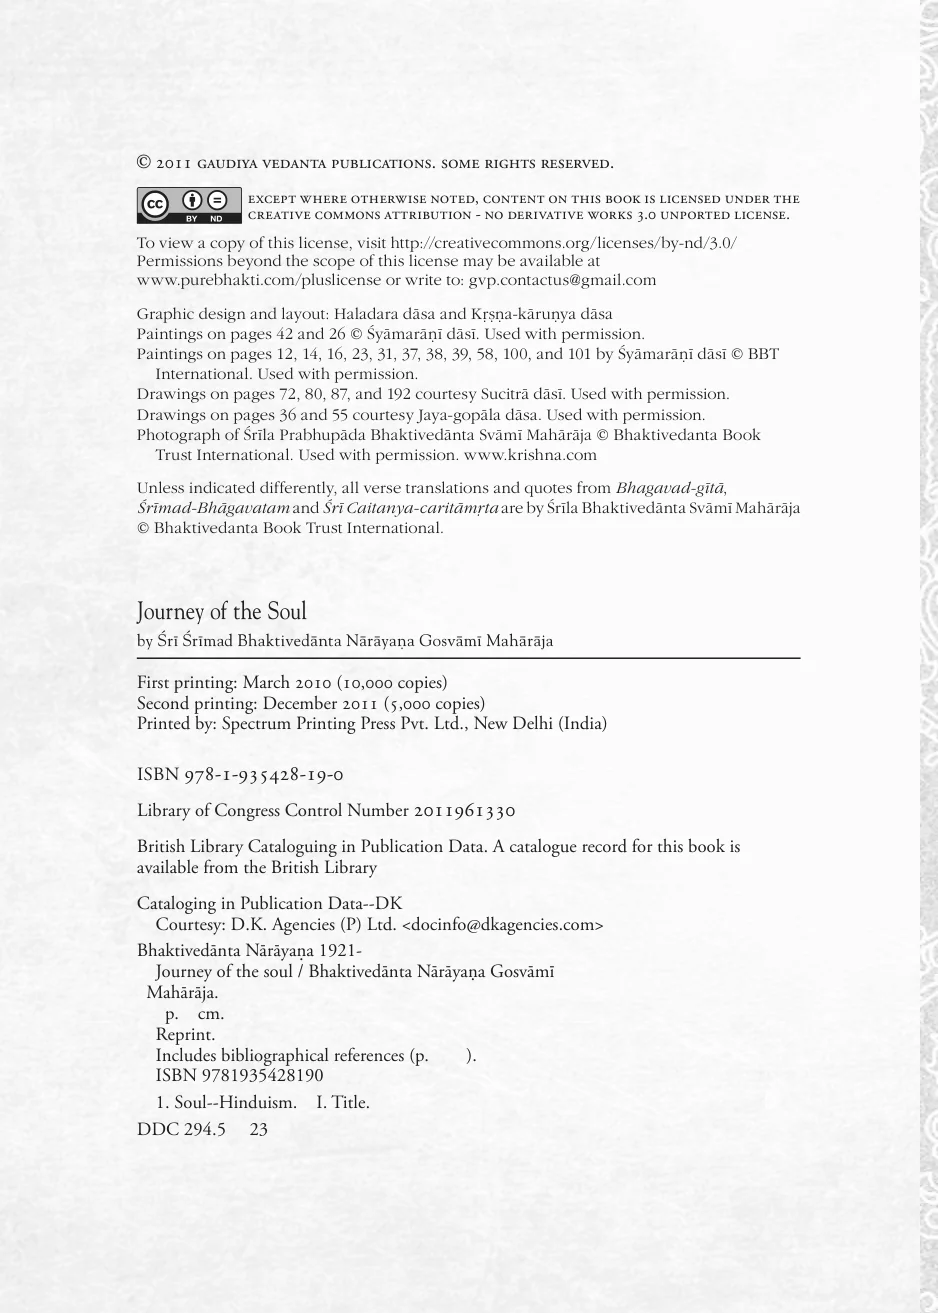 © 2011 GAUDIYA VEDANTA PUBLICATIONS. SOME RIGHTS RESERVED.
cc BY ND
EXCEPT WHERE OTHERWISE NOTED, CONTENT ON THIS BOOK IS LICENSED UNDER THE
CREATIVE COMMONS ATTRIBUTION - NO DERIVATIVE WORKS 3.0 UNPORTED LICENSE.
To view a copy of this license, visit http://creativecommons.org/licenses/by-nd/3.0/
Permissions beyond the scope of this license may be available at
www.purebhakti.com/pluslicense or write to: gvp.contactus@gmail.com
Graphic design and layout: Haladara dāsa and Kṛṣṇa-kāruṇya dāsa
Paintings on pages 42 and 26 © Śyāmarāṇī dāsī. Used with permission.
Paintings on pages 12, 14, 16, 23, 31, 37, 38, 39, 58, 100, and 101 by Śyāmarāṇī dāsī © BBT
International. Used with permission.
Drawings on pages 72, 80, 87, and 192 courtesy Sucitrā dāsī. Used with permission.
Drawings on pages 36 and 55 courtesy Jaya-gopāla dāsa. Used with permission.
Photograph of Śrīla Prabhupāda Bhaktivedānta Svāmī Mahārāja © Bhaktivedanta Book
Trust International. Used with permission. www.krishna.com
Unless indicated differently, all verse translations and quotes from Bhagavad-gītā,
Śrīmad-Bhāgavatam and Śrī Caitanya-caritāmṛta are by Śrīla Bhaktivedānta Svāmī Mahārāja
© Bhaktivedanta Book Trust International.
Journey of the Soul
by Śrī Śrīmad Bhaktivedānta Nārāyaṇa Gosvāmī Mahārāja
First printing: March 2010 (10,000 copies)
Second printing: December 2011 (5,000 copies)
Printed by: Spectrum Printing Press Pvt. Ltd., New Delhi (India)
ISBN 978-1-935428-19-0
Library of Congress Control Number 2011961330
British Library Cataloguing in Publication Data. A catalogue record for this book is
available from the British Library
Cataloging in Publication Data--DK
Courtesy: D.K. Agencies (P) Ltd. <docinfo@dkagencies.com>
Bhaktivedānta Nārāyaṇa 1921-
Journey of the soul / Bhaktivedānta Nārāyaṇa Gosvāmī
Mahārāja.
p. cm.
Reprint.
Includes bibliographical references (p. ).
ISBN 9781935428190
1. Soul--Hinduism. I. Title.
DDC 294.5 23